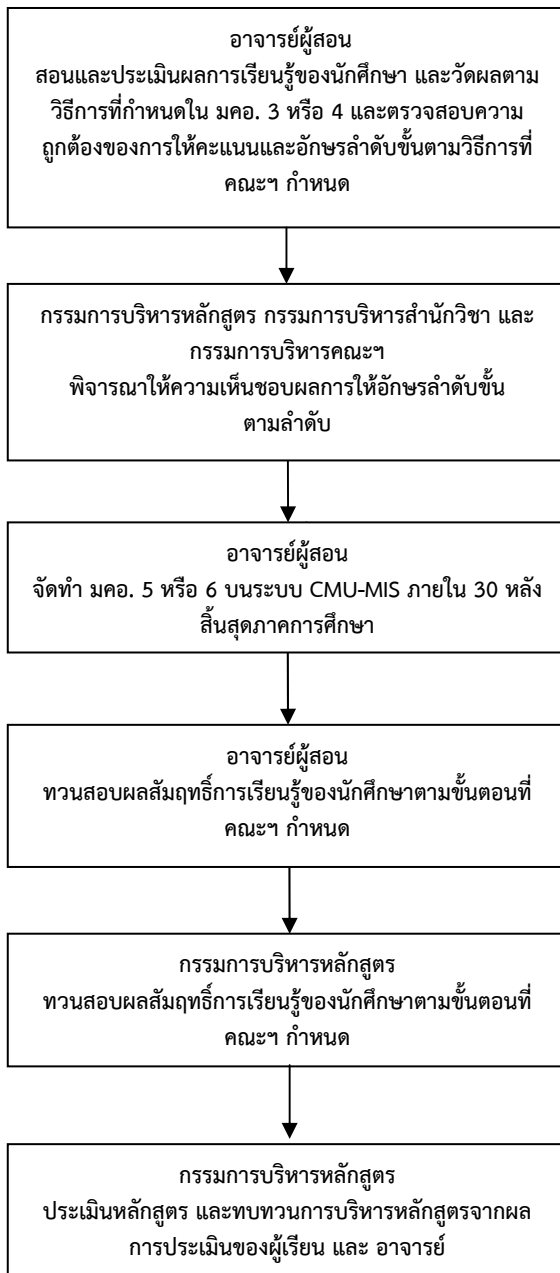 อาจารย์ผู้สอน
สอนและประเมินผลการเรียนรู้ของนักศึกษา และวัดผลตาม
วิธีการที่กำหนดใน มคอ. 3 หรือ 4 และตรวจสอบความ
ถูกต้องของการให้คะแนนและอักษรลำดับขั้นตามวิธีการที่
คณะฯ กำหนด
กรรมการบริหารหลักสูตร กรรมการบริหารสำนักวิชา และ
กรรมการบริหารคณะฯ
พิจารณาให้ความเห็นชอบผลการให้อักษรลำดับขั้น
ตามลำดับ
อาจารย์ผู้สอน
จัดทำ มคอ. 5 หรือ 6 บนระบบ CMU-MIS ภายใน 30 หลัง
สิ้นสุดภาคการศึกษา
อาจารย์ผู้สอน
ทวนสอบผลสัมฤทธิ์การเรียนรู้ของนักศึกษาตามขั้นตอนที่
คณะฯ กำหนด
กรรมการบริหารหลักสูตร
ทวนสอบผลสัมฤทธิ์การเรียนรู้ของนักศึกษาตามขั้นตอนที่
คณะฯ กำหนด
กรรมการบริหารหลักสูตร
ประเมินหลักสูตร และทบทวนการบริหารหลักสูตรจากผล
การประเมินของผู้เรียน และ อาจารย์